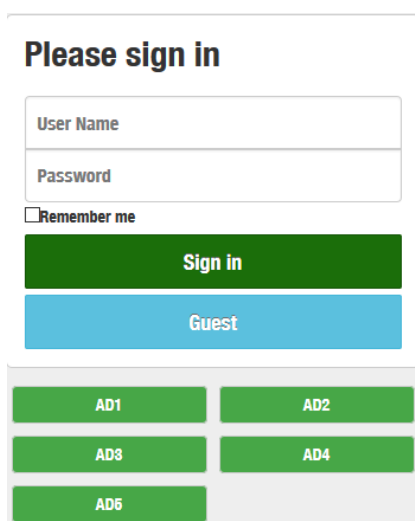 Please sign in
User Name
Password
Remember me
Sign in
Guest
AD1 AD2
AD3 AD4
AD5